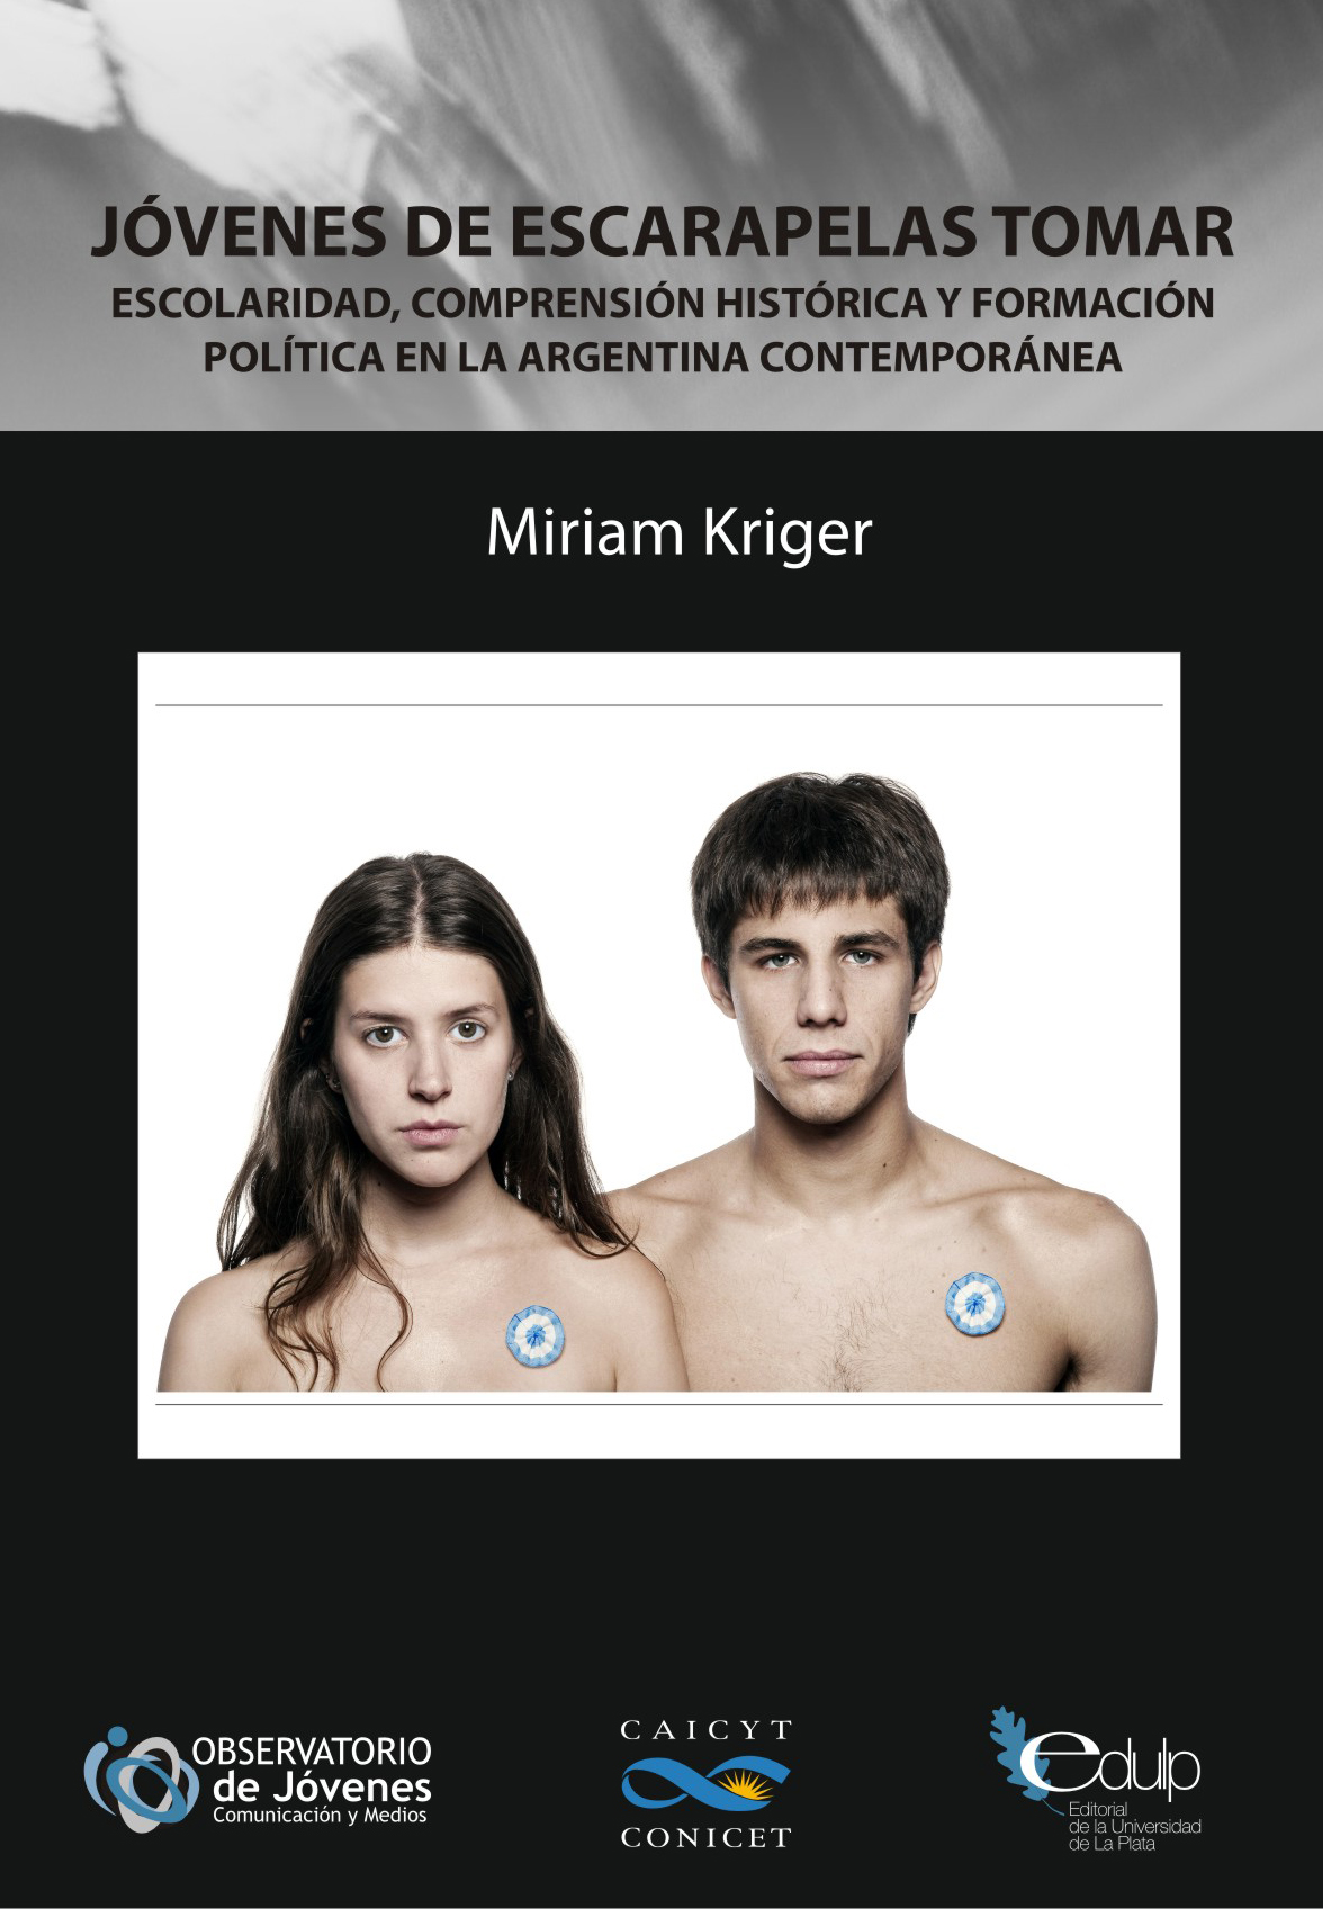 JÓVENES DE ESCARAPELAS TOMAR
ESCOLARIDAD, COMPRENSIÓN HISTÓRICA Y FORMACIÓN
POLÍTICA EN LA ARGENTINA CONTEMPORÁNEA
Miriam Kriger
OBSERVATORIO
de Jóvenes
Comunicación y Medios
CAICYT
CONICET
edulp
Editorial
de la Universidad
de La Plata